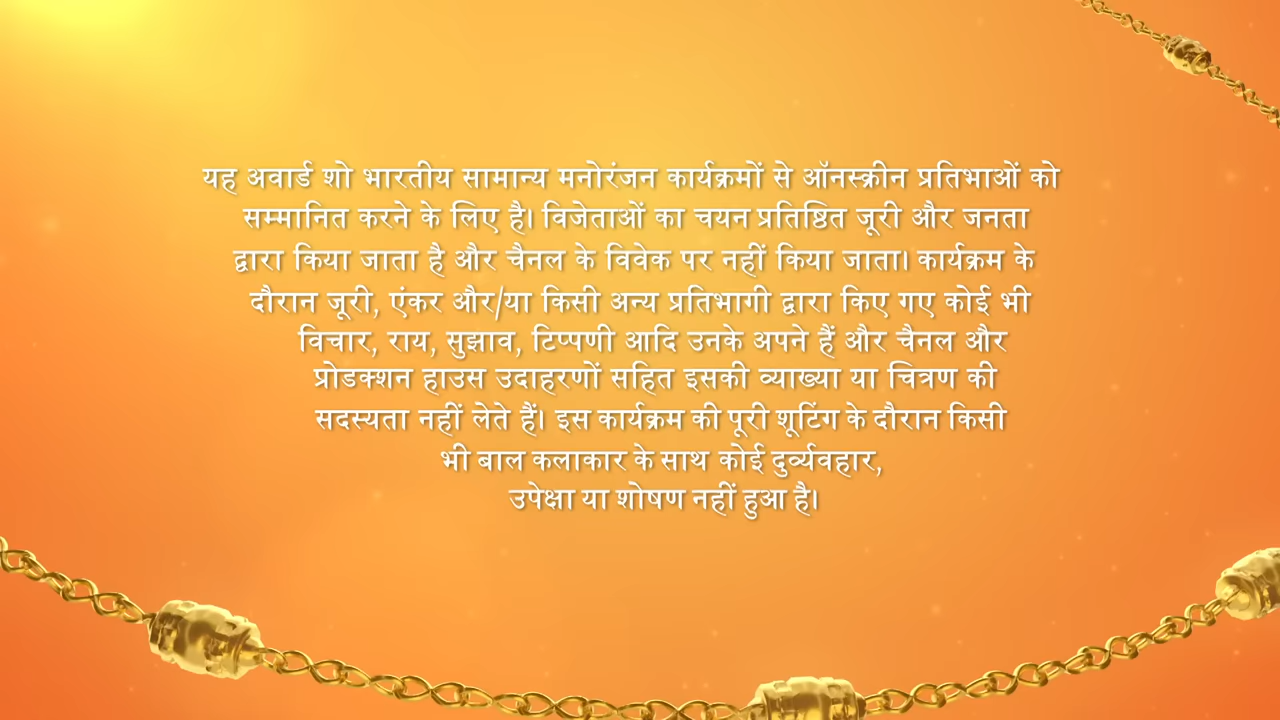 यह अवार्ड शो भारतीय सामान्य मनोरंजन कार्यक्रमों से ऑनस्क्रीन प्रतिभाओं को
सम्मानित करने के लिए है। विजेताओं का चयन प्रतिष्ठित जूरी और जनता
द्वारा किया जाता है और चैनल के विवेक पर नहीं किया जाता। कार्यक्रम के
दौरान जूरी, एंकर और/या किसी अन्य प्रतिभागी द्वारा किए गए कोई भी
विचार, राय, सुझाव, टिप्पणी आदि उनके अपने हैं और चैनल और
प्रोडक्शन हाउस उदाहरणों सहित इसकी व्याख्या या चित्रण की
सदस्यता नहीं लेते हैं। इस कार्यक्रम की पूरी शूटिंग के दौरान किसी
भी बाल कलाकार के साथ कोई दुर्व्यवहार,
उपेक्षा या शोषण नहीं हुआ है।